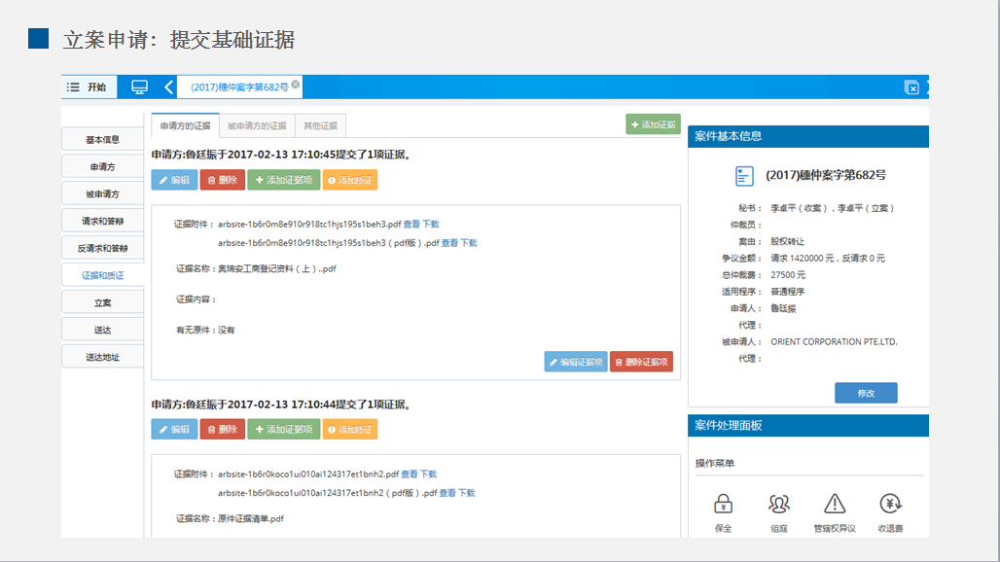 立案申请：提交基础证据
开始
(2017)穗仲案字第682号
基本信息
申请方
被申请方
请求和答辩
反请求和答辩
证据和质证
立案
送达
送达地址
申请方的证据 被申请方的证据 其他证据
添加证据
申请方:鲁廷振于2017-02-13 17:10:45提交了1项证据。
编辑 删除 添加证据项 添加质证
证据附件： arbsite-1b6r0m8e910r918tc1hjs195s1beh3.pdf 查看 下载
arbsite-1b6r0m8e910r918tc1hjs195s1beh3（pdf版）.pdf 查看 下载
证据名称：奥瑞安工商登记资料（上）..pdf
证据内容：
有无原件：没有
编辑证据项 删除证据项
申请方:鲁廷振于2017-02-13 17:10:44提交了1项证据。
编辑 删除 添加证据项 添加质证
证据附件： arbsite-1b6r0koco1ui010ai124317et1bnh2.pdf 查看 下载
arbsite-1b6r0koco1ui010ai124317et1bnh2（pdf版）.pdf 查看 下载
证据名称：原件证据清单.pdf
案件基本信息
(2017)穗仲案字第682号
秘书： 李卓平（收案），李卓平（立案）
仲裁员：
案由： 股权转让
争议金额： 请求 1420000 元，反请求 0 元
总仲裁费： 27500 元
适用程序： 普通程序
申请人： 鲁廷振
代理：
被申请人： ORIENT CORPORATION PTE.LTD.
代理：
修改
案件处理面板
操作菜单
保全 组庭 管辖权异议 收退费